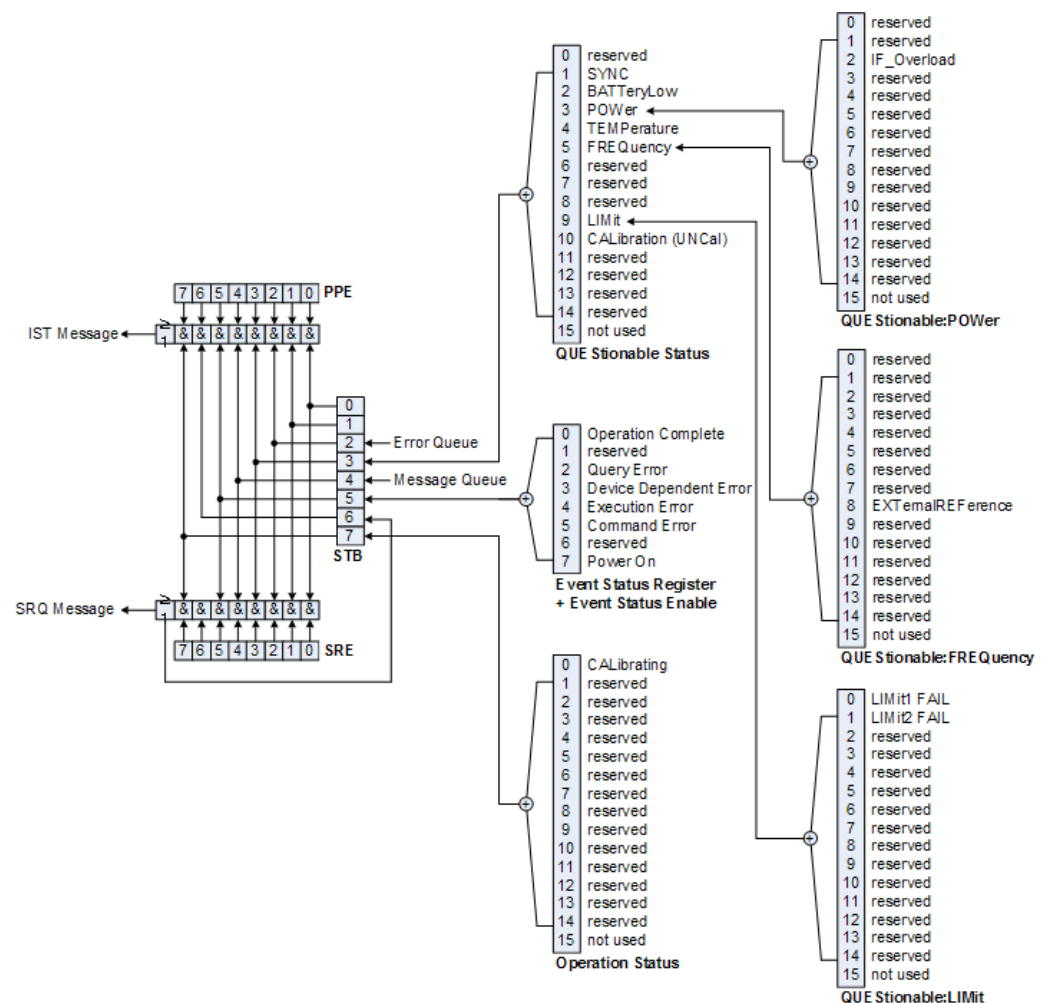 IST Message
7 6 5 4 3 2 1 0 PPE
& & & & & & & &
0
1
2 Error Queue
3
4 Message Queue
5
6
7
STB
SRQ Message
& & & & & & & &
7 6 5 4 3 2 1 0 SRE
0 reserved
1 SYNC
2 BATTeryLow
3 POWer
4 TEMPerature
5 FREQuency
6 reserved
7 reserved
8 reserved
9 LIMit
10 CALibration (UNCal)
11 reserved
12 reserved
13 reserved
14 reserved
15 not used
QUEStionable Status
0 Operation Complete
1 reserved
2 Query Error
3 Device Dependent Error
4 Execution Error
5 Command Error
6 reserved
7 Power On
Event Status Register
+ Event Status Enable
0 CALibrating
1 reserved
2 reserved
3 reserved
4 reserved
5 reserved
6 reserved
7 reserved
8 reserved
9 reserved
10 reserved
11 reserved
12 reserved
13 reserved
14 reserved
15 not used
Operation Status
0 reserved
1 reserved
2 IF_Overload
3 reserved
4 reserved
5 reserved
6 reserved
7 reserved
8 reserved
9 reserved
10 reserved
11 reserved
12 reserved
13 reserved
14 reserved
15 not used
QUEStionable:POWer
0 reserved
1 reserved
2 reserved
3 reserved
4 reserved
5 reserved
6 reserved
7 reserved
8 EXTernalREFerence
9 reserved
10 reserved
11 reserved
12 reserved
13 reserved
14 reserved
15 not used
QUEStionable:FREQuency
0 LIMit1 FAIL
1 LIMit2 FAIL
2 reserved
3 reserved
4 reserved
5 reserved
6 reserved
7 reserved
8 reserved
9 reserved
10 reserved
11 reserved
12 reserved
13 reserved
14 reserved
15 not used
QUEStionable:LIMit